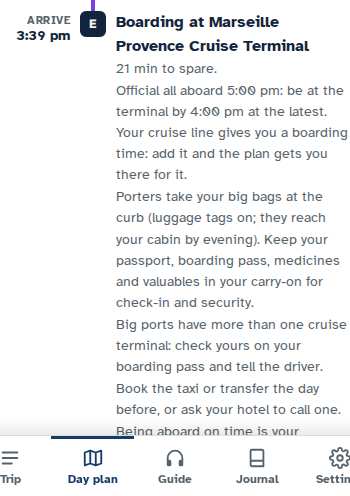 ARRIVE
3:39 pm
E
Boarding at Marseille
Provence Cruise Terminal
21 min to spare.
Official all aboard 5:00 pm: be at the
terminal by 4:00 pm at the latest.
Your cruise line gives you a boarding
time: add it and the plan gets you
there for it.
Porters take your big bags at the
curb (luggage tags on; they reach
your cabin by evening). Keep your
passport, boarding pass, medicines
and valuables in your carry-on for
check-in and security.
Big ports have more than one cruise
terminal: check yours on your
boarding pass and tell the driver.
Book the taxi or transfer the day
before, or ask your hotel to call one.
Being aboard on time is your
Trip
Day plan
Guide
Journal
Settin